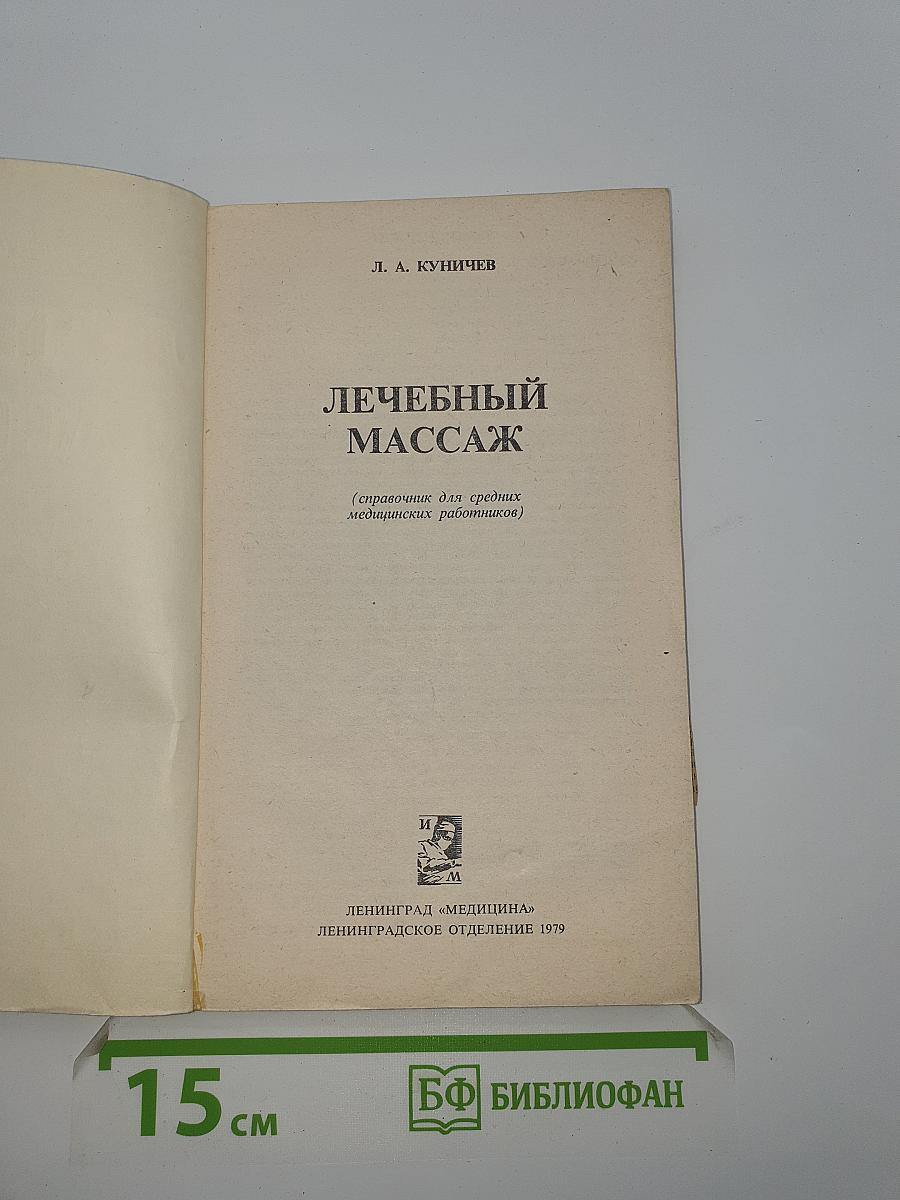 Л. А. КУНИЧЕВ
ЛЕЧЕБНЫЙ
МАССАЖ
(справочник для средних
медицинских работников)
И
М
ЛЕНИНГРАД «МЕДИЦИНА»
ЛЕНИНГРАДСКОЕ ОТДЕЛЕНИЕ 1979
15 см
БФ БИБЛИОФАН